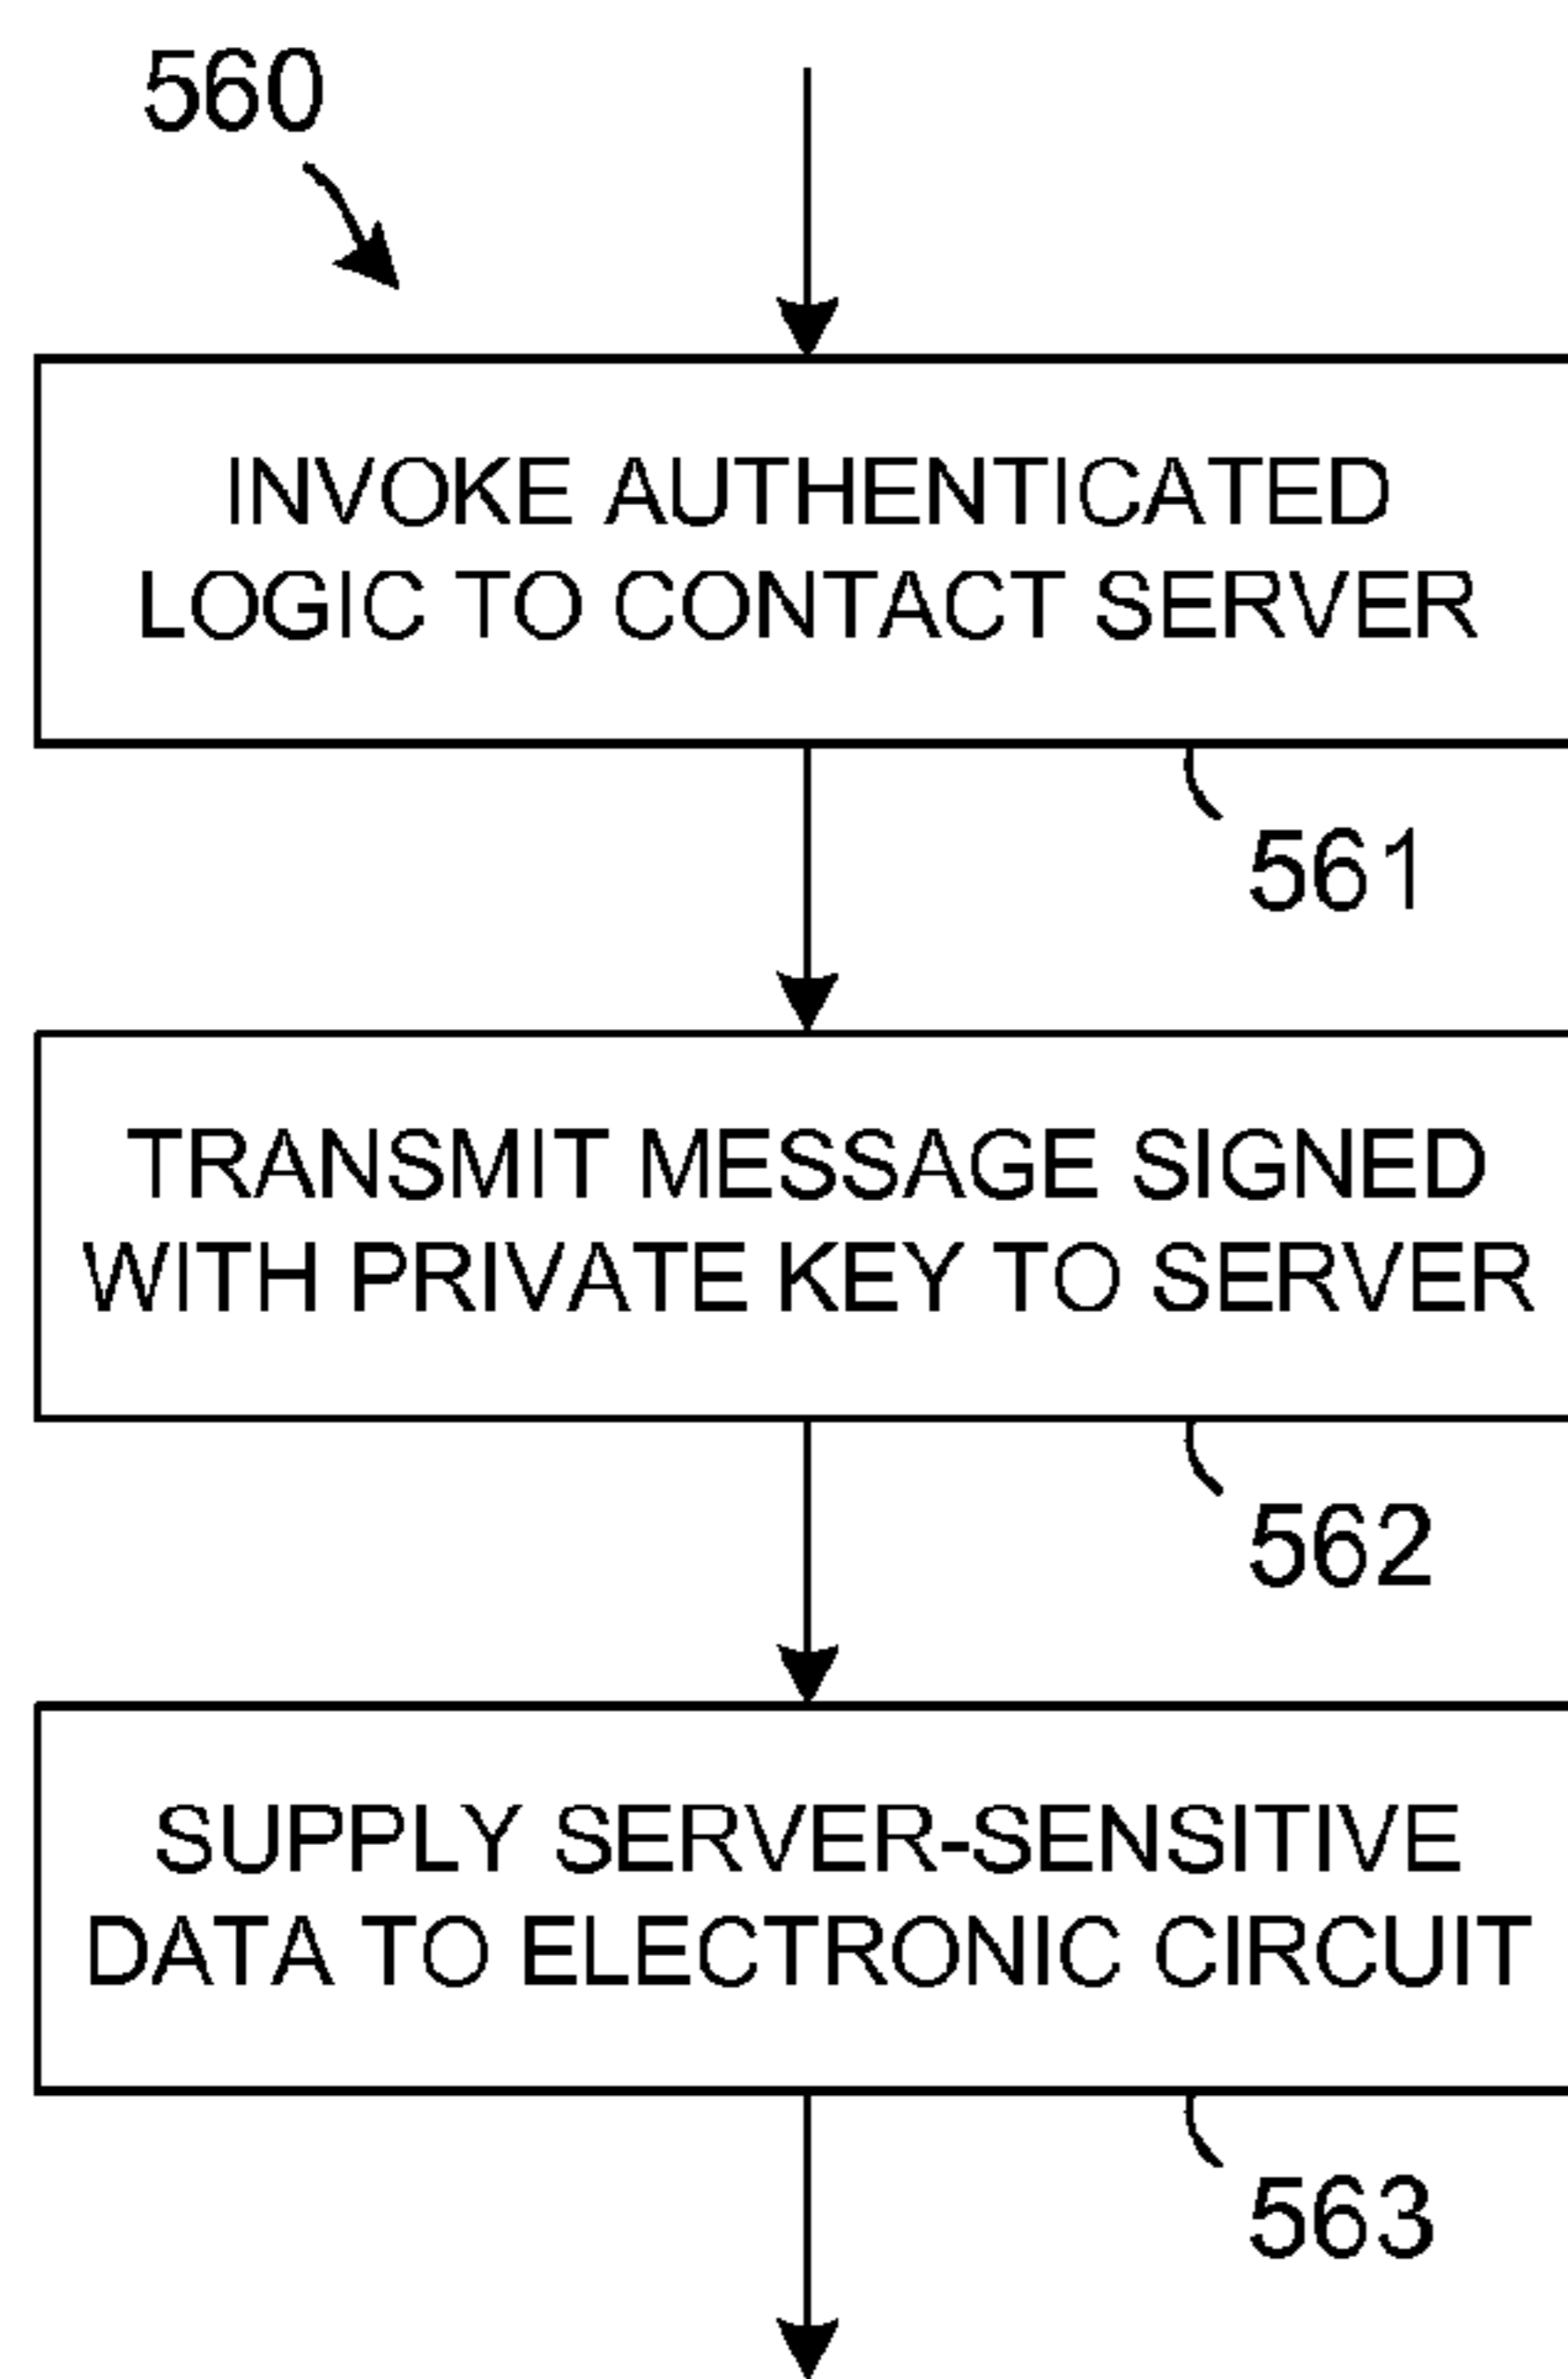 560
INVOKE AUTHENTICATED
LOGIC TO CONTACT SERVER
561
TRANSMIT MESSAGE SIGNED
WITH PRIVATE KEY TO SERVER
562
SUPPLY SERVER-SENSITIVE
DATA TO ELECTRONIC CIRCUIT
563